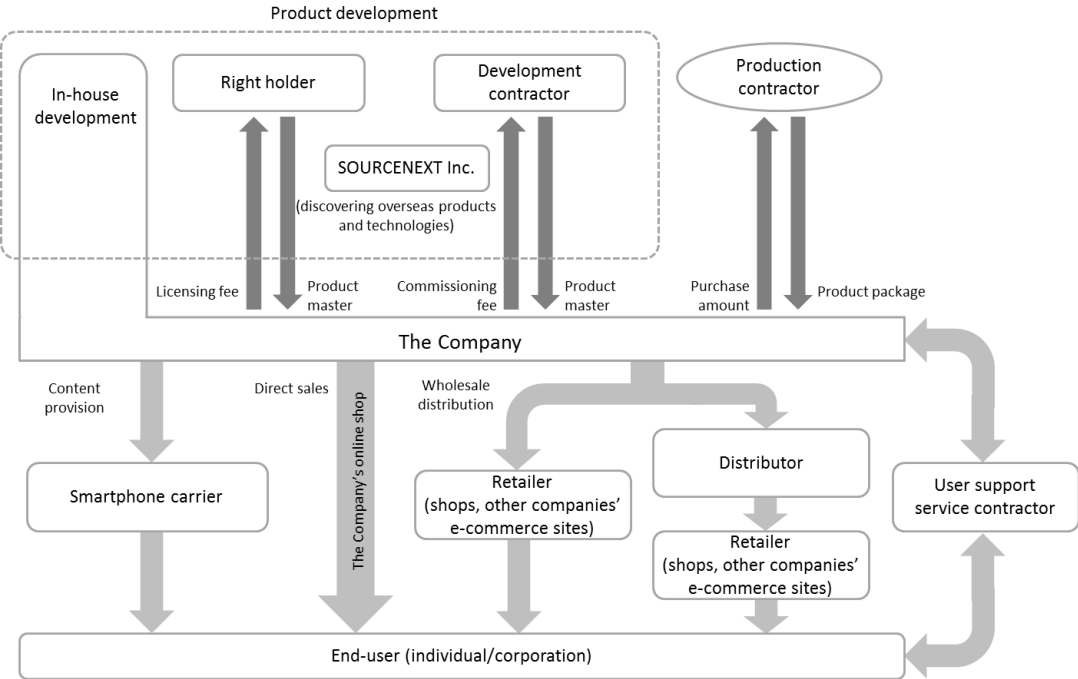 Product development
In-house
development
Right holder
Development
contractor
Production
contractor
SOURCENEXT Inc.
(discovering overseas products
and technologies)
Licensing fee
Product
master
Commissioning
fee
Product
master
Purchase
amount
Product package
The Company
Content
provision
Direct sales
The Company’s online shop
Wholesale
distribution
Smartphone carrier
Retailer
(shops, other companies’
e-commerce sites)
Distributor
Retailer
(shops, other companies’
e-commerce sites)
User support
service contractor
End-user (individual/corporation)